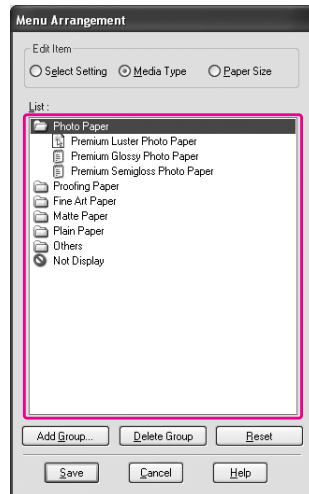 Menu Arrangement
Edit Item
Select Setting Media Type Paper Size
List :
Photo Paper
Premium Luster Photo Paper
Premium Glossy Photo Paper
Premium Semigloss Photo Paper
Proofing Paper
Fine Art Paper
Matte Paper
Plain Paper
Others
Not Display
Add Group... Delete Group Reset
Save Cancel Help